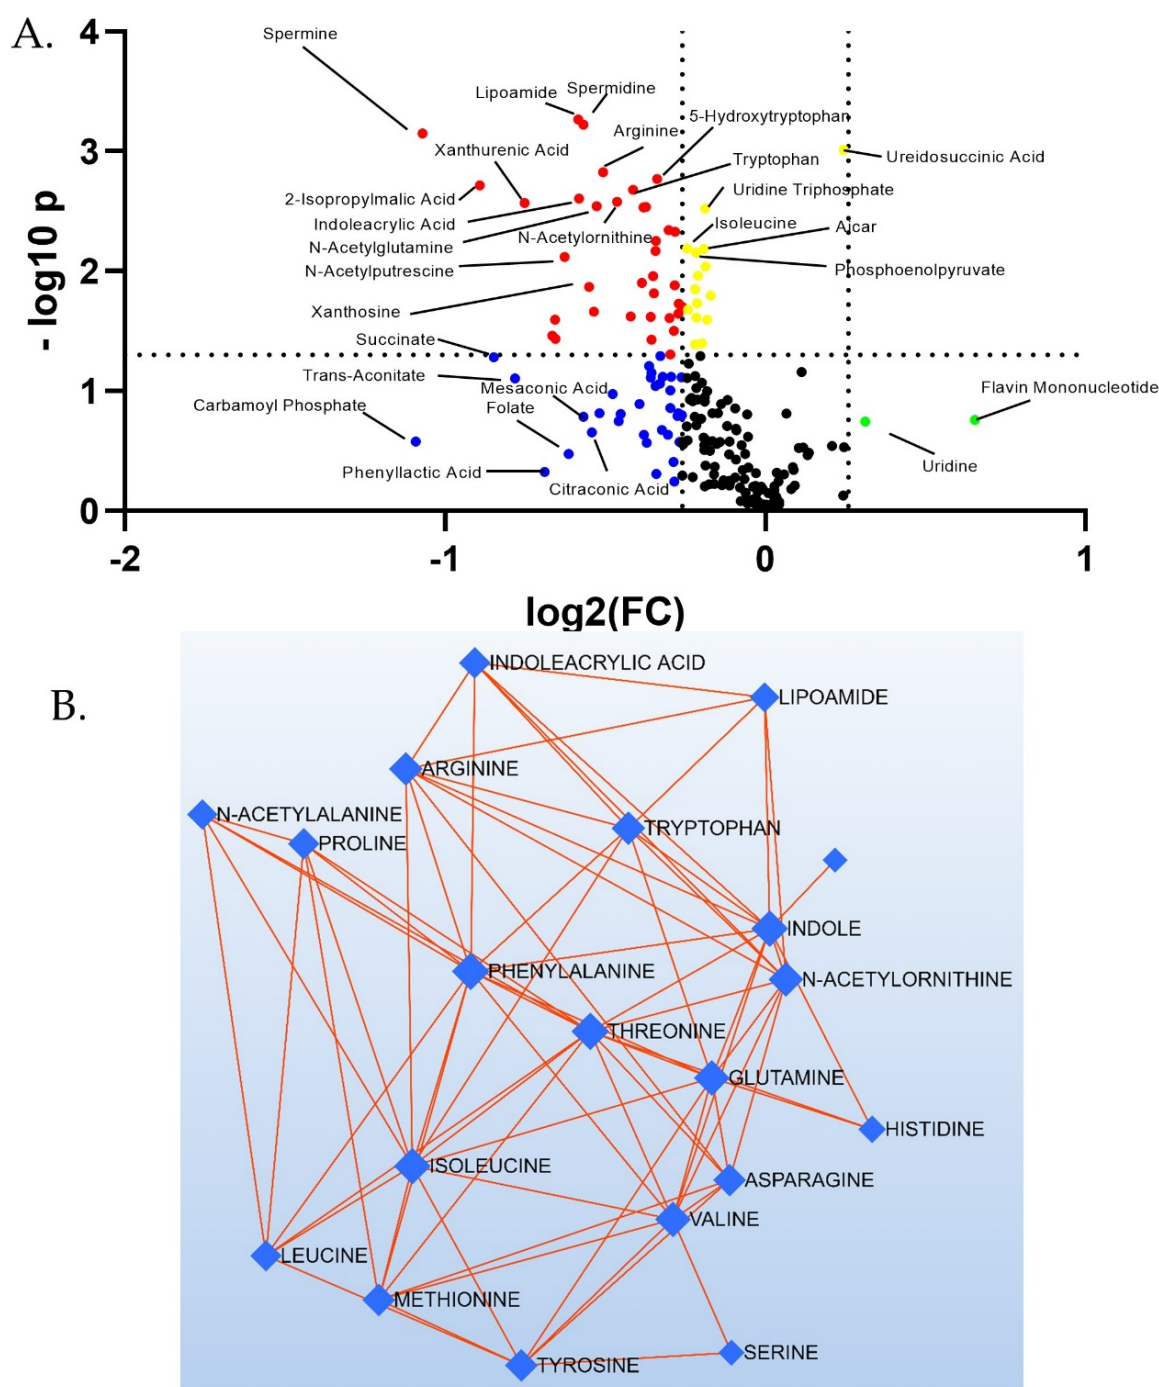 A.
4
Spermine
Lipoamide
Spermidine
5-Hydroxytryptophan
Arginine
3
Xanthurenic Acid
Tryptophan
Ureidosuccinic Acid
2-Isopropylmalic Acid
Uridine Triphosphate
Indoleacrylic Acid
Isoleucine
Aicar
N-Acetylornithine
N-Acetylglutamine
N-Acetylputrescine
2
Phosphoenolpyruvate
- log10 p
Xanthosine
Succinate
Trans-Aconitate
1
Mesaconic Acid
Flavin Mononucleotide
Carbamoyl Phosphate
Folate
Phenyllactic Acid
Uridine
Citraconic Acid
0
-2
-1
0
1
log2(FC)
B.
INDOLEACRYLIC ACID
LIPOAMIDE
ARGININE
N-ACETYLALANINE
TRYPTOPHAN
PROLINE
INDOLE
PHENYLALANINE
N-ACETYLORNITHINE
THREONINE
GLUTAMINE
HISTIDINE
ISOLEUCINE
ASPARAGINE
VALINE
LEUCINE
METHIONINE
SERINE
TYROSINE